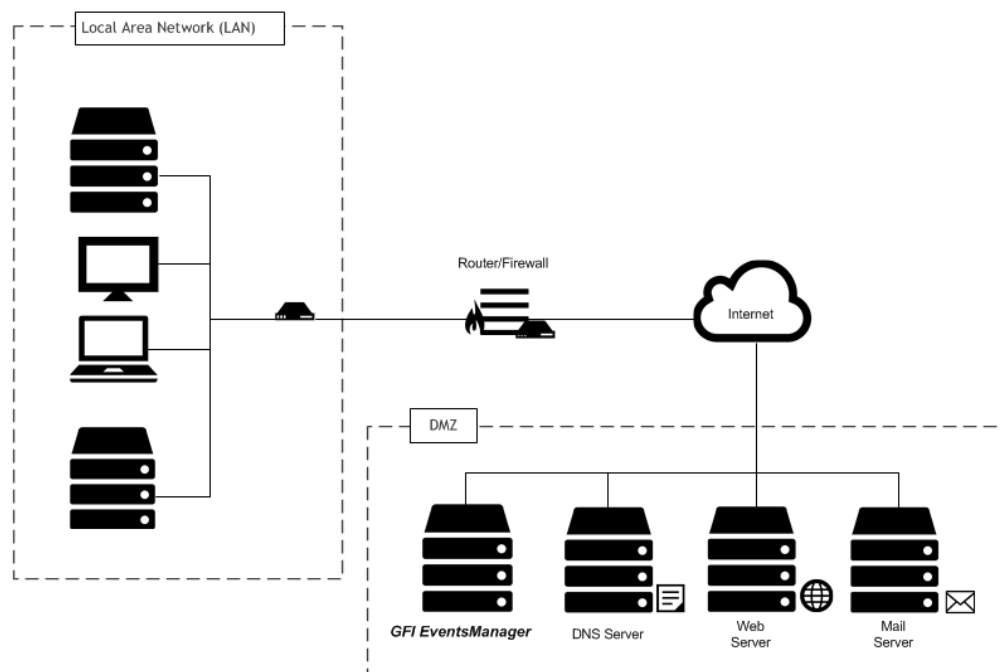 Local Area Network (LAN)
Router/Firewall
Internet
DMZ
GFI EventsManager
DNS Server
Web
Server
Mail
Server